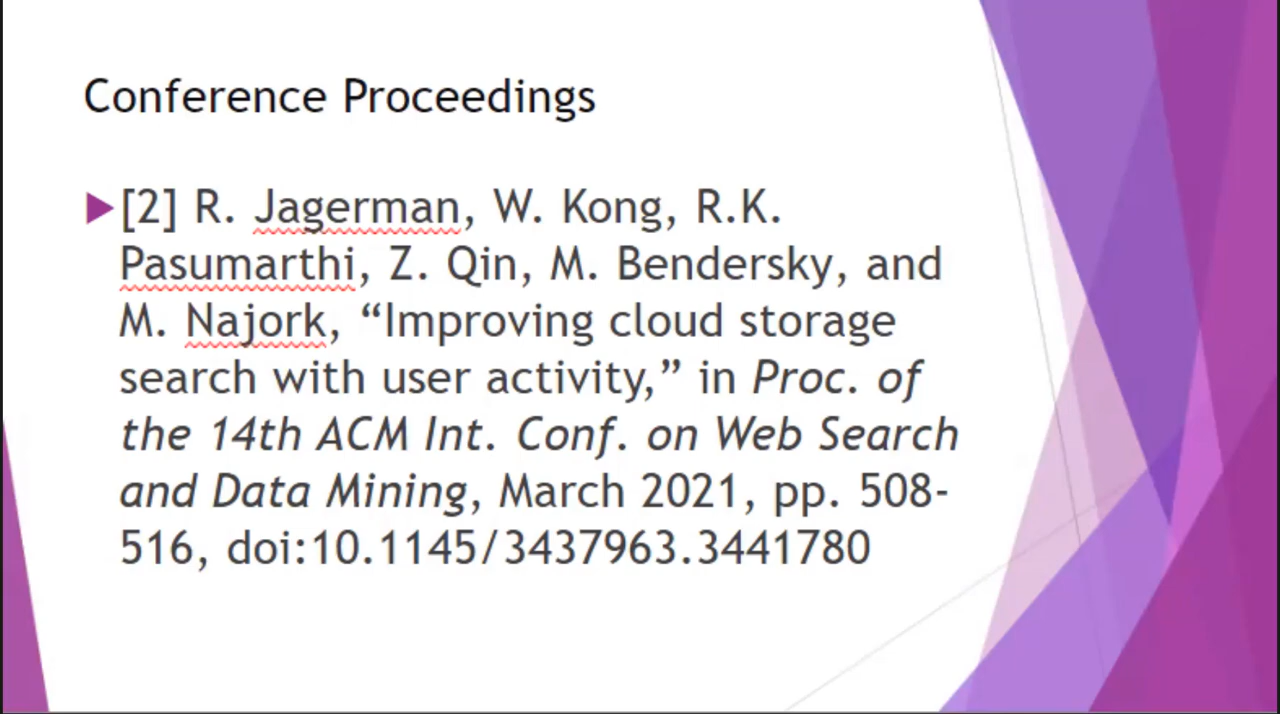 Conference Proceedings
[2] R. Jagerman, W. Kong, R.K.
Pasumarthi, Z. Qin, M. Bendersky, and
M. Najork, “Improving cloud storage
search with user activity,” in Proc. of
the 14th ACM Int. Conf. on Web Search
and Data Mining, March 2021, pp. 508-
516, doi:10.1145/3437963.3441780